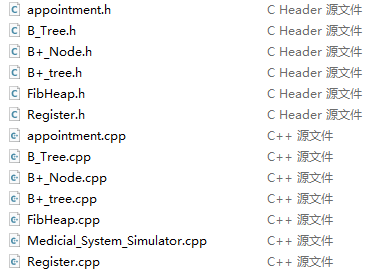 appointment.h C Header 源文件
B_Tree.h C Header 源文件
B+_Node.h C Header 源文件
B+_tree.h C Header 源文件
FibHeap.h C Header 源文件
Register.h C Header 源文件
appointment.cpp C++ 源文件
B_Tree.cpp C++ 源文件
B+_Node.cpp C++ 源文件
B+_tree.cpp C++ 源文件
FibHeap.cpp C++ 源文件
Medicial_System_Simulator.cpp C++ 源文件
Register.cpp C++ 源文件